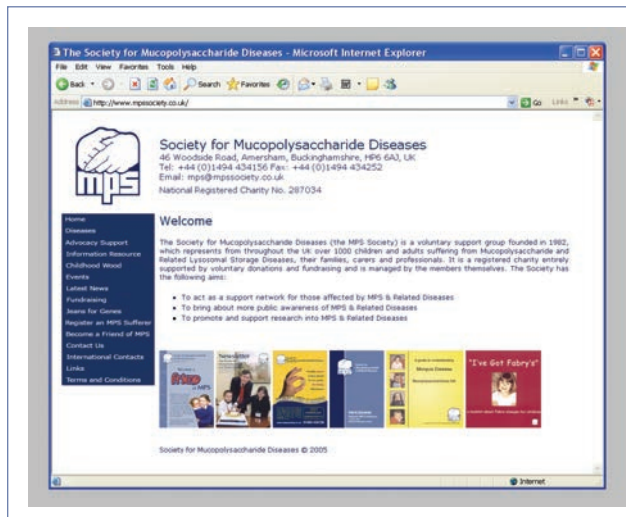 The Society for Mucopolysaccharide Diseases - Microsoft Internet Explorer
File Edit View Favorites Tools Help
Back Search Favorites
Address http://www.mpssociety.co.uk/ Go Links
mps
Society for Mucopolysaccharide Diseases
46 Woodside Road, Amersham, Buckinghamshire, HP6 6AJ, UK
Tel: +44 (0)1494 434156 Fax: +44 (0)1494 434252
Email: mps@mpssociety.co.uk
National Registered Charity No. 287034
Home
Diseases
Advocacy Support
Information Resource
Childhood Wood
Events
Latest News
Fundraising
Jeans for Genes
Register an MPS Sufferer
Become a Friend of MPS
Contact Us
International Contacts
Links
Terms and Conditions
Welcome
The Society for Mucopolysaccharide Diseases (the MPS Society) is a voluntary support group founded in 1982,
which represents from throughout the UK over 1000 children and adults suffering from Mucopolysaccharide and
Related Lysosomal Storage Diseases, their families, carers and professionals. It is a registered charity entirely
supported by voluntary donations and fundraising and is managed by the members themselves. The Society has
the following aims:
• To act as a support network for those affected by MPS & Related Diseases
• To bring about more public awareness of MPS & Related Diseases
• To promote and support research into MPS & Related Diseases
friend
of MPS
Newsletter
"I've Got Fabry's"
Society for Mucopolysaccharide Diseases © 2005
Internet